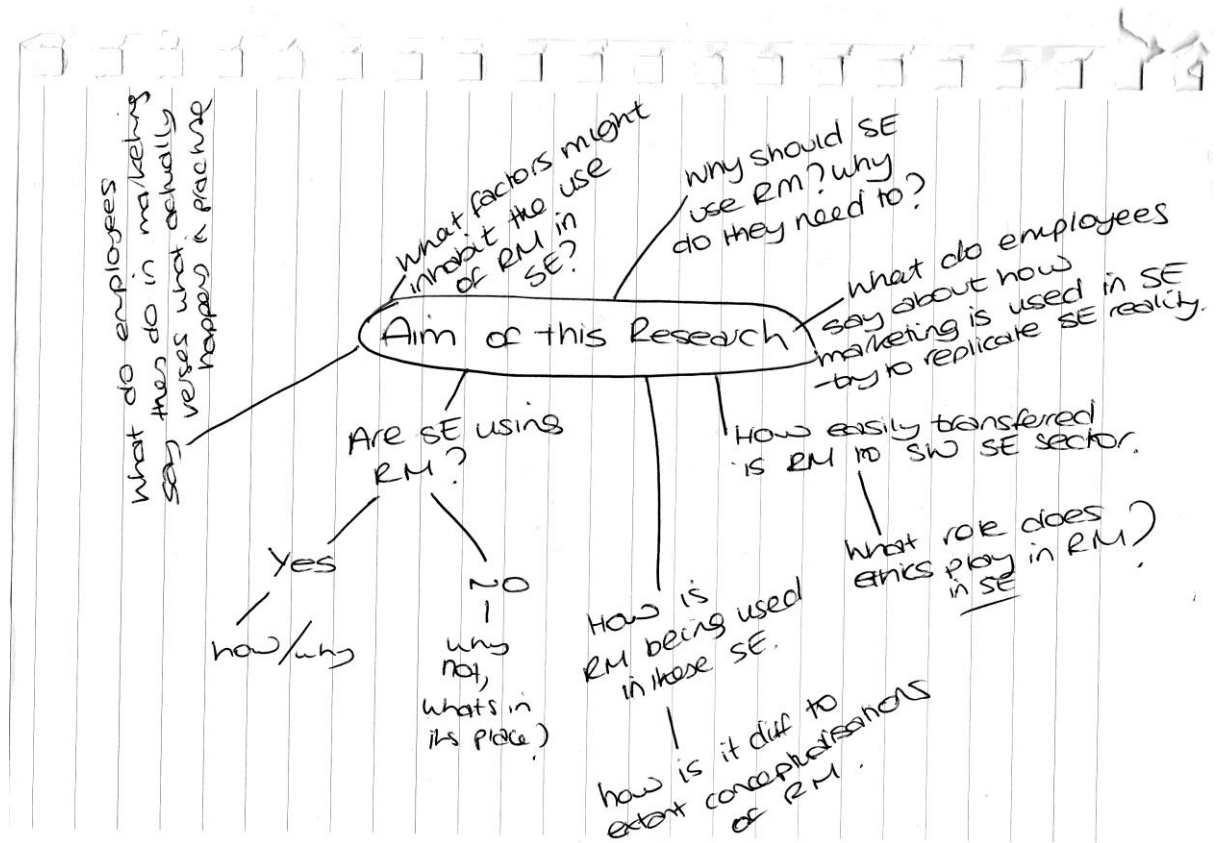 what do employees
say they do in marketing
verses what actually
happens in practise
what factors might
inhibit the use
of RM in
SE?
why should SE
use RM? why
do they need to?
what do employees
say about how
marketing is used in SE
-try to replicate SE reality.
Aim of this Research
Are SE using
RM?
Yes
how/why
NO
why
not,
whats in
its place?
How is
RM being used
in these SE.
how is it diff to
extant conceptualisations
of RM.
How easily transferred
is RM to SW SE sector.
what role does
ethics play in RM?
in SE